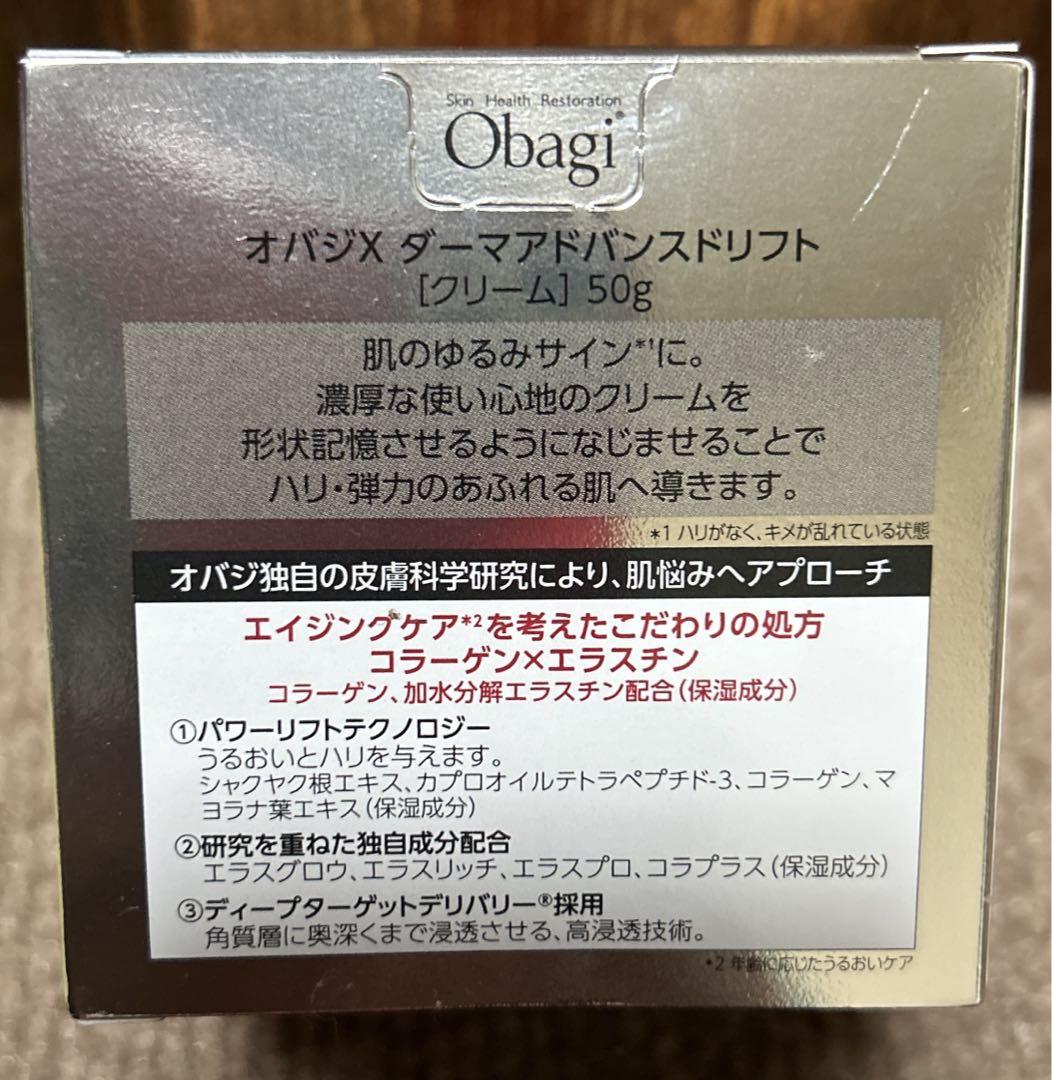 Skin Health Restoration
Obagi®
オバジX ダーマアドバンスドリフト
[クリーム] 50g
肌のゆるみサイン*1に。
濃厚な使い心地のクリームを
形状記憶させるようになじませることで
ハリ・弾力のあふれる肌へ導きます。
*1 ハリがなく、キメが乱れている状態
オバジ独自の皮膚科学研究により、肌悩みへアプローチ
エイジングケア*2を考えたこだわりの処方
コラーゲン×エラスチン
コラーゲン、加水分解エラスチン配合(保湿成分)
①パワーリフトテクノロジー
うるおいとハリを与えます。
シャクヤク根エキス、カプロオイルテトラペプチド-3、コラーゲン、マ
ヨラナ葉エキス(保湿成分)
②研究を重ねた独自成分配合
エラスグロウ、エラスリッチ、エラスプロ、コラプラス(保湿成分)
③ディープターゲットデリバリー®採用
角質層に奥深くまで浸透させる、高浸透技術。
*2 年齢に応じたうるおいケア